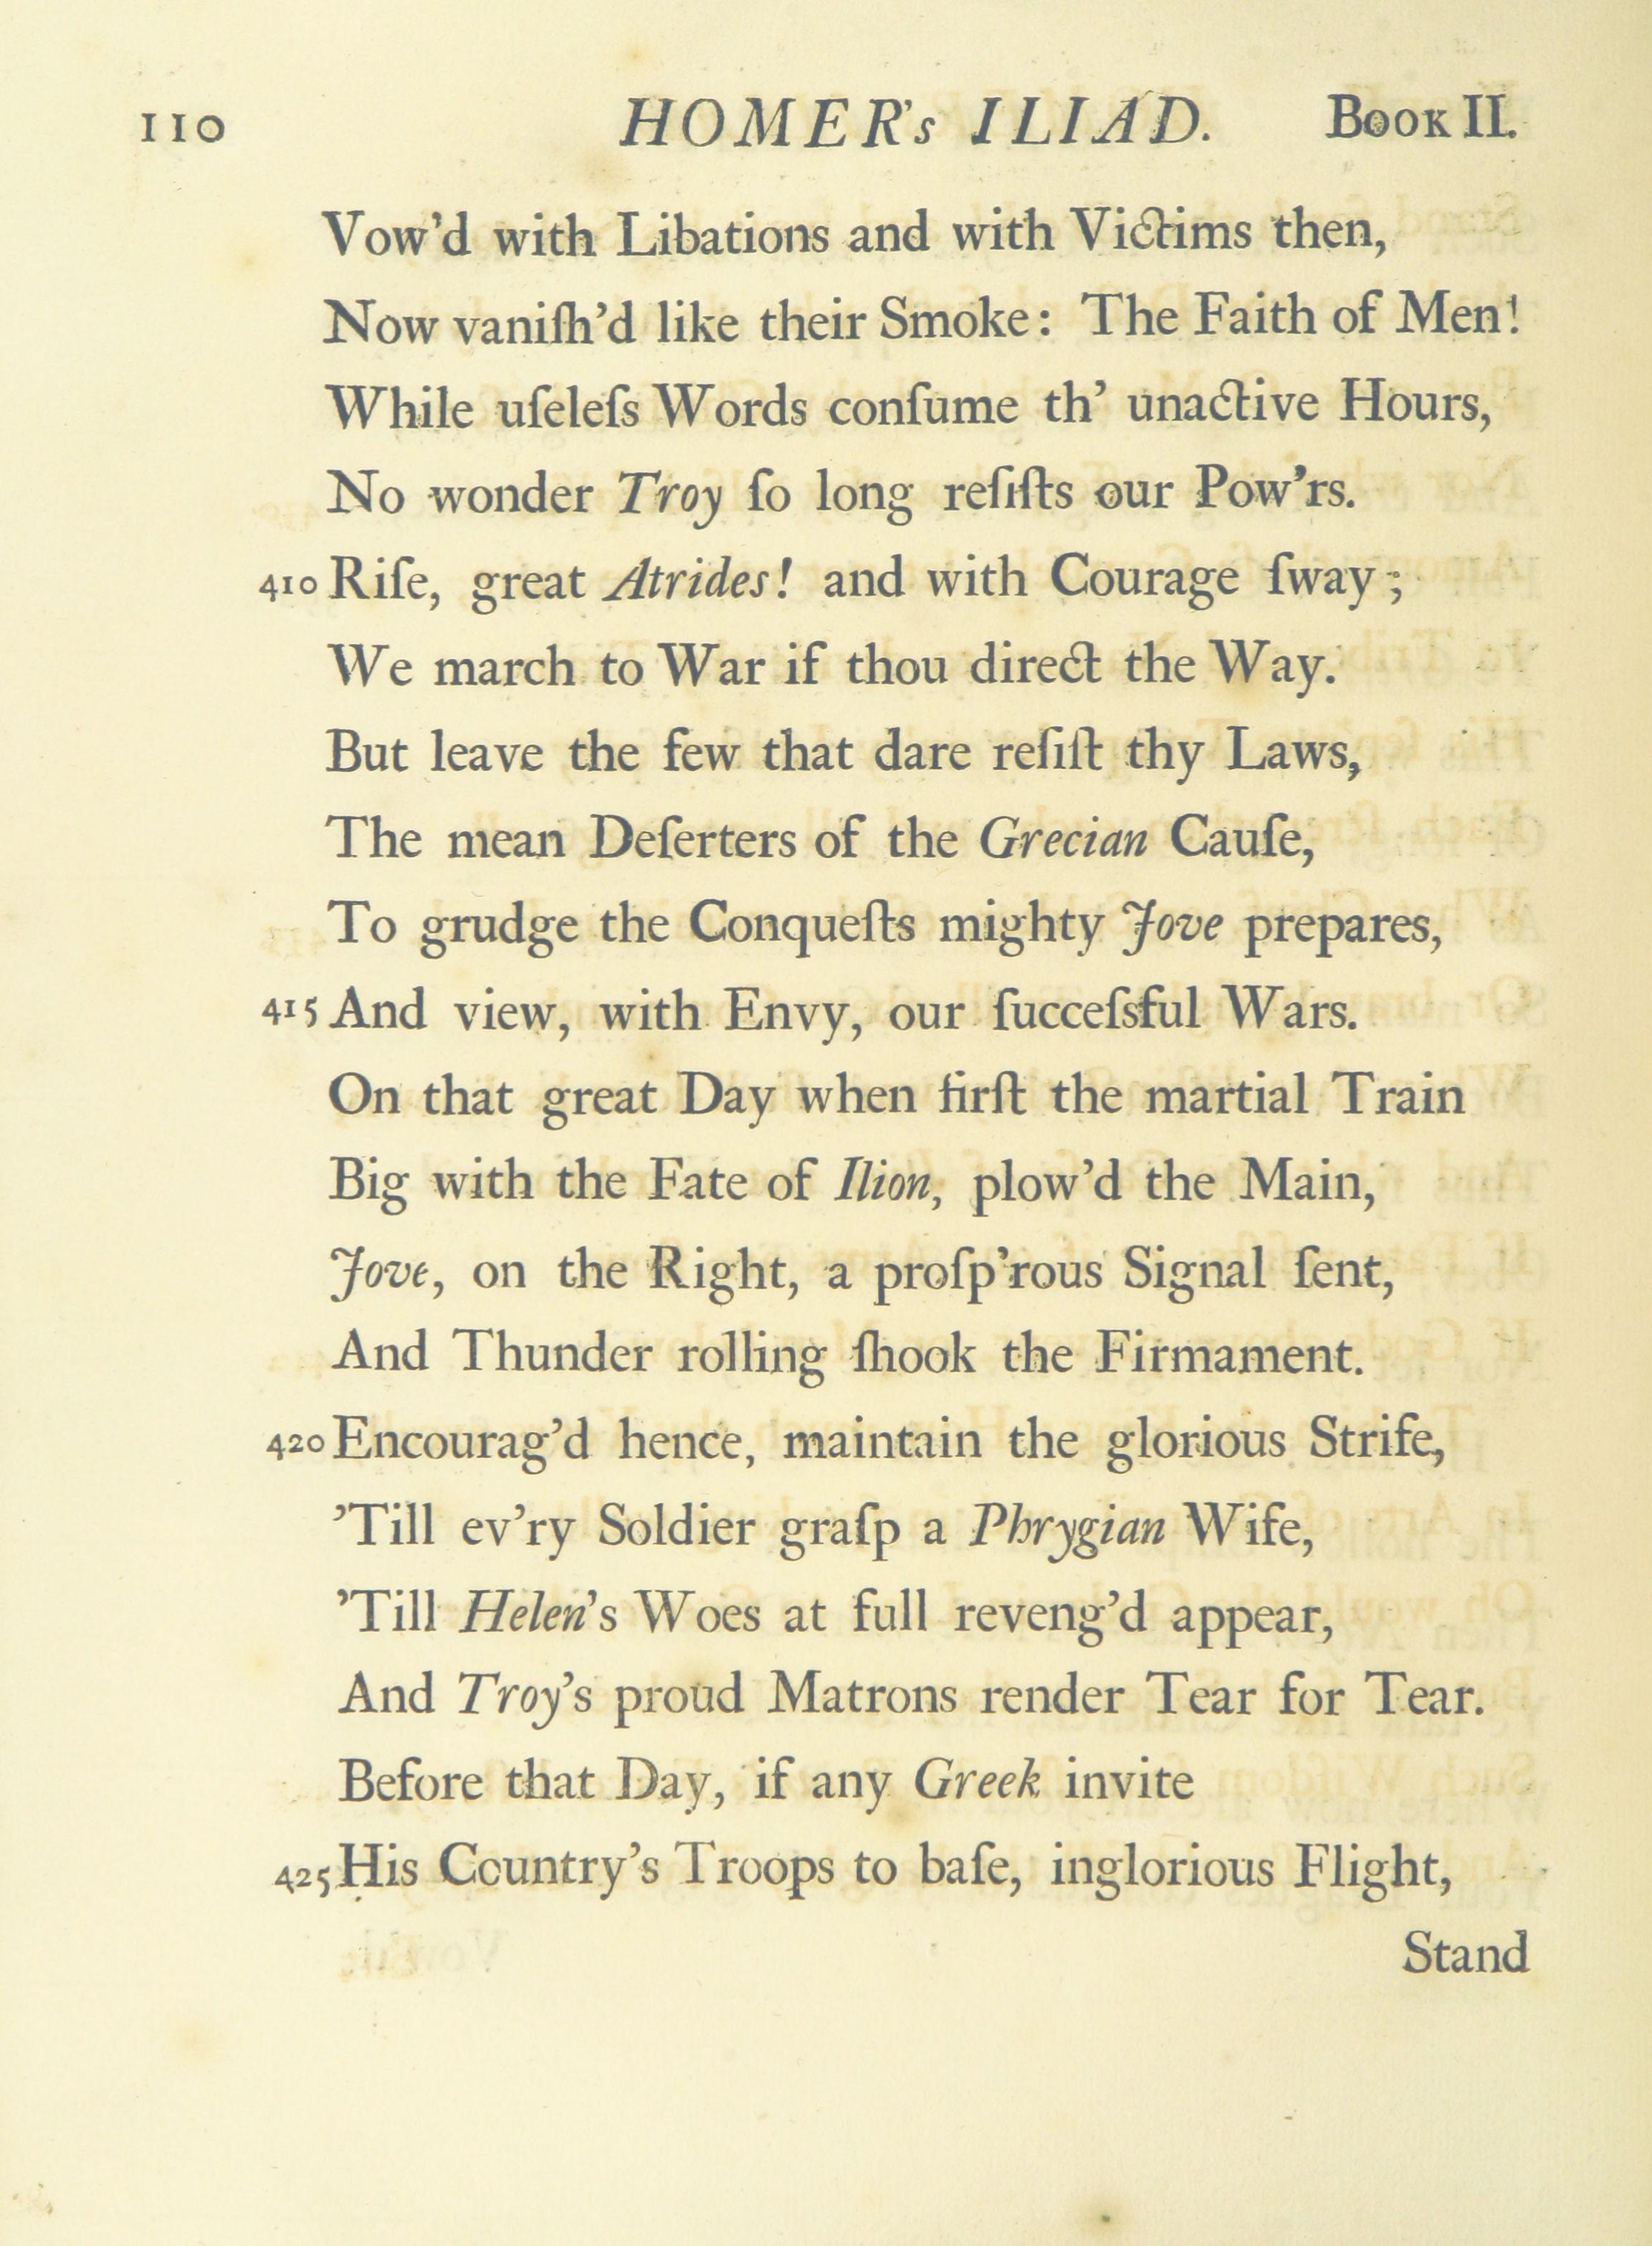 110 HOMER's ILIAD. BOOK II.
Vow'd with Libations and with Victims then,
Now vaniſh'd like their Smoke: The Faith of Men!
While uſeleſs Words conſume th' unactive Hours,
No wonder Troy ſo long reſiſts our Pow'rs.
410 Riſe, great Atrides! and with Courage ſway;
We march to War if thou direct the Way.
But leave the few that dare reſiſt thy Laws,
The mean Deſerters of the Grecian Cauſe,
To grudge the Conqueſts mighty Jove prepares,
415 And view, with Envy, our ſucceſsful Wars.
On that great Day when firſt the martial Train
Big with the Fate of Ilion, plow'd the Main,
Jove, on the Right, a proſp'rous Signal ſent,
And Thunder rolling ſhook the Firmament.
420 Encourag'd hence, maintain the glorious Strife,
'Till ev'ry Soldier graſp a Phrygian Wife,
'Till Helen's Woes at full reveng'd appear,
And Troy's proud Matrons render Tear for Tear.
Before that Day, if any Greek invite
425 His Country's Troops to baſe, inglorious Flight,
Stand